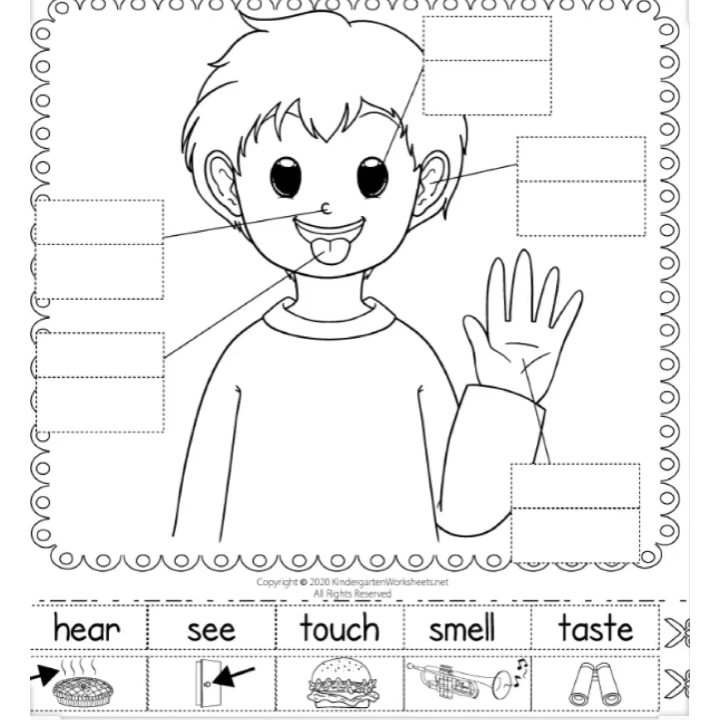 Copyright © 2020 KindergartenWorksheets.net
All Rights Reserved
hear see touch smell taste